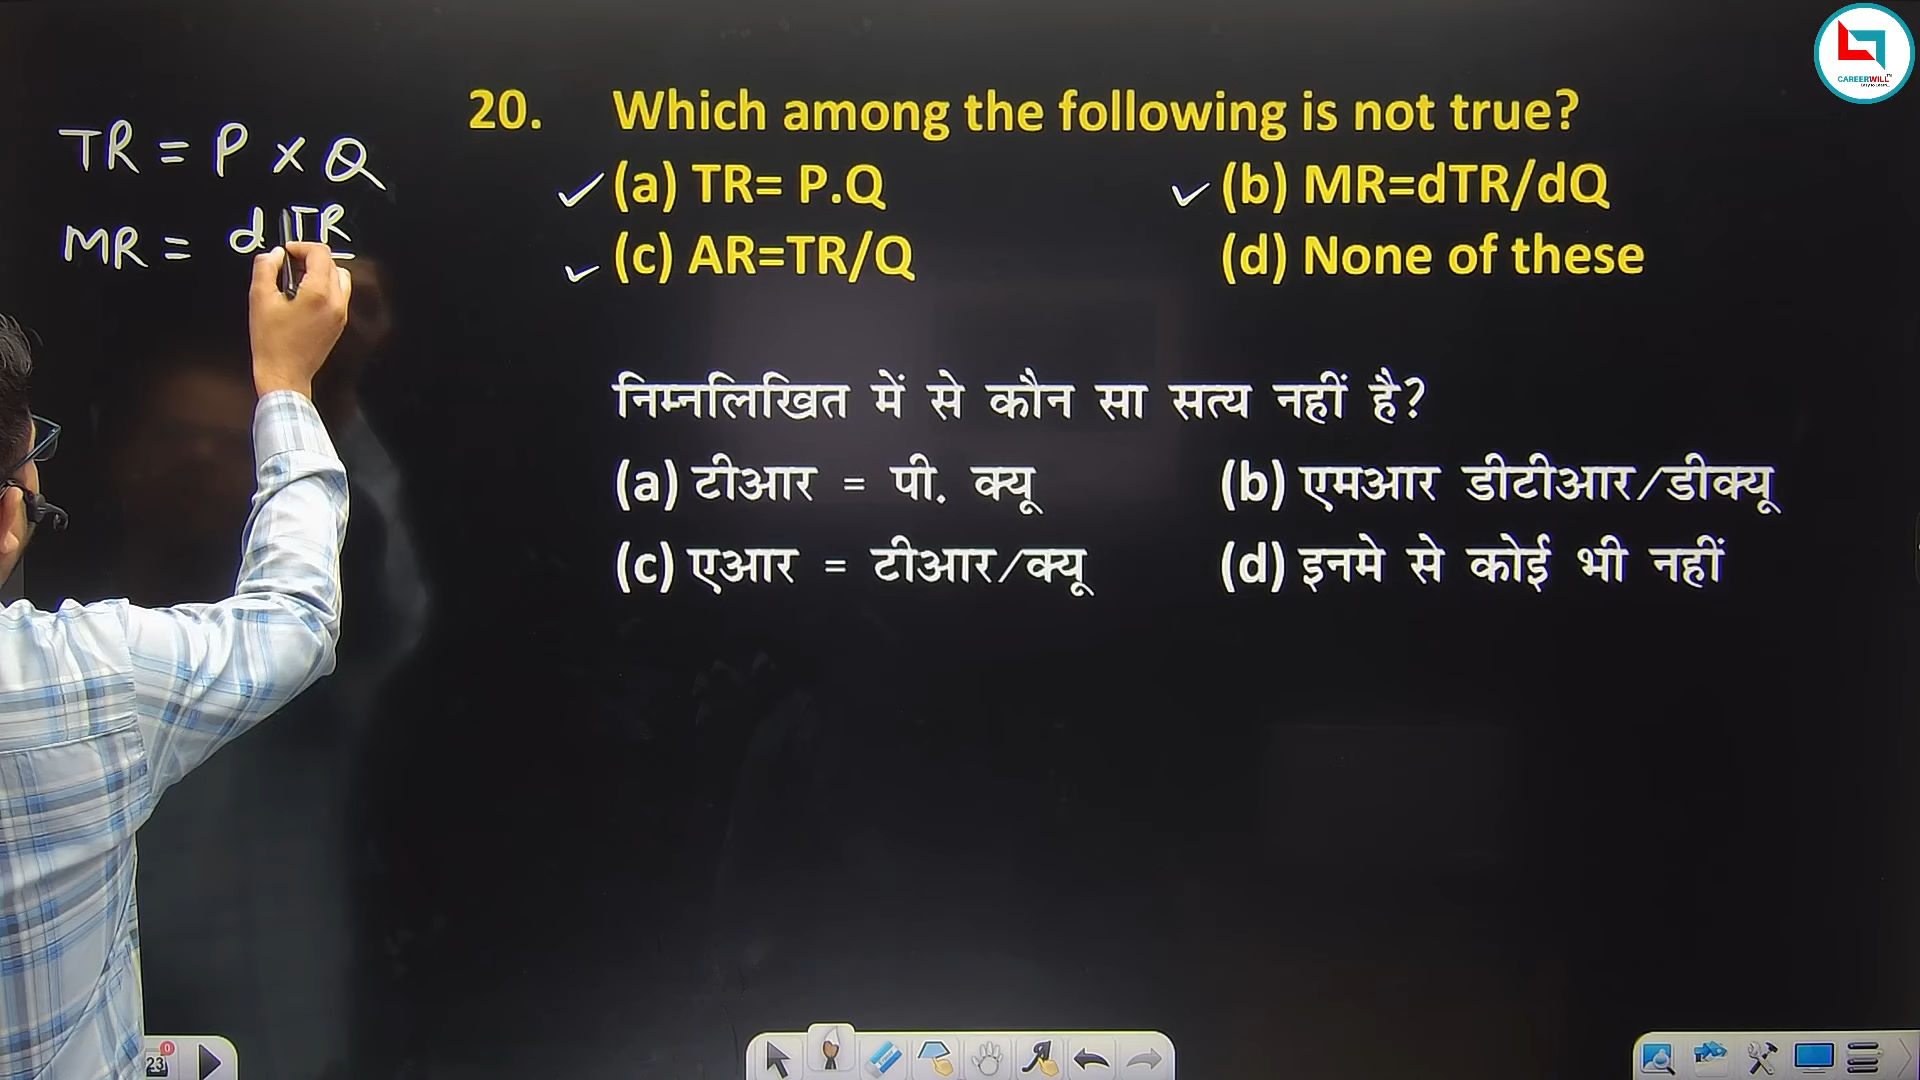 CAREERWILL
20. Which among the following is not true?
(a) TR= P.Q (b) MR=dTR/dQ
(c) AR=TR/Q (d) None of these
TR = P × Q
MR = d TR
निम्नलिखित में से कौन सा सत्य नहीं है?
(a) टीआर = पी. क्यू (b) एमआर डीटीआर/डीक्यू
(c) एआर = टीआर/क्यू (d) इनमे से कोई भी नहीं
23 0